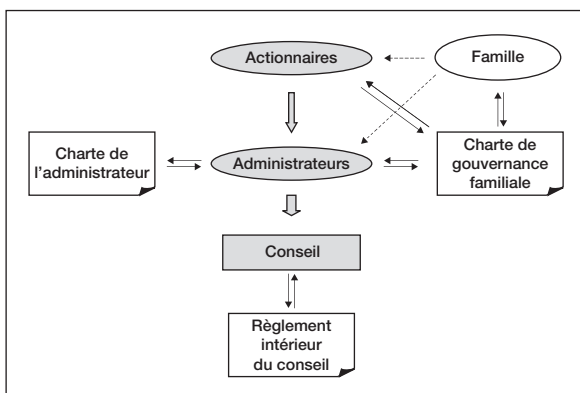 Actionnaires
Famille
Charte de
l'administrateur
Administrateurs
Charte de
gouvernance
familiale
Conseil
Règlement
intérieur
du conseil